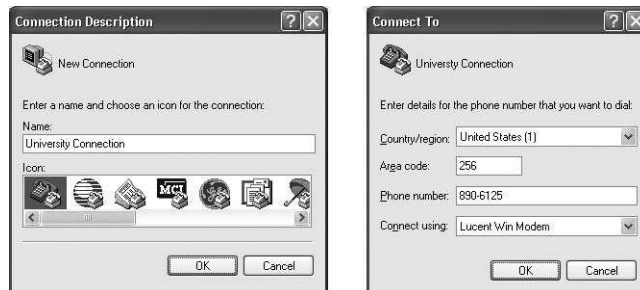 Connection Description
New Connection
Enter a name and choose an icon for the connection:
Name:
University Connection
Icon:
MCI
OK Cancel
Connect To
Universty Connection
Enter details for the phone number that you want to dial:
Country/region: United States (1)
Area code: 256
Phone number: 890-6125
Connect using: Lucent Win Modem
OK Cancel